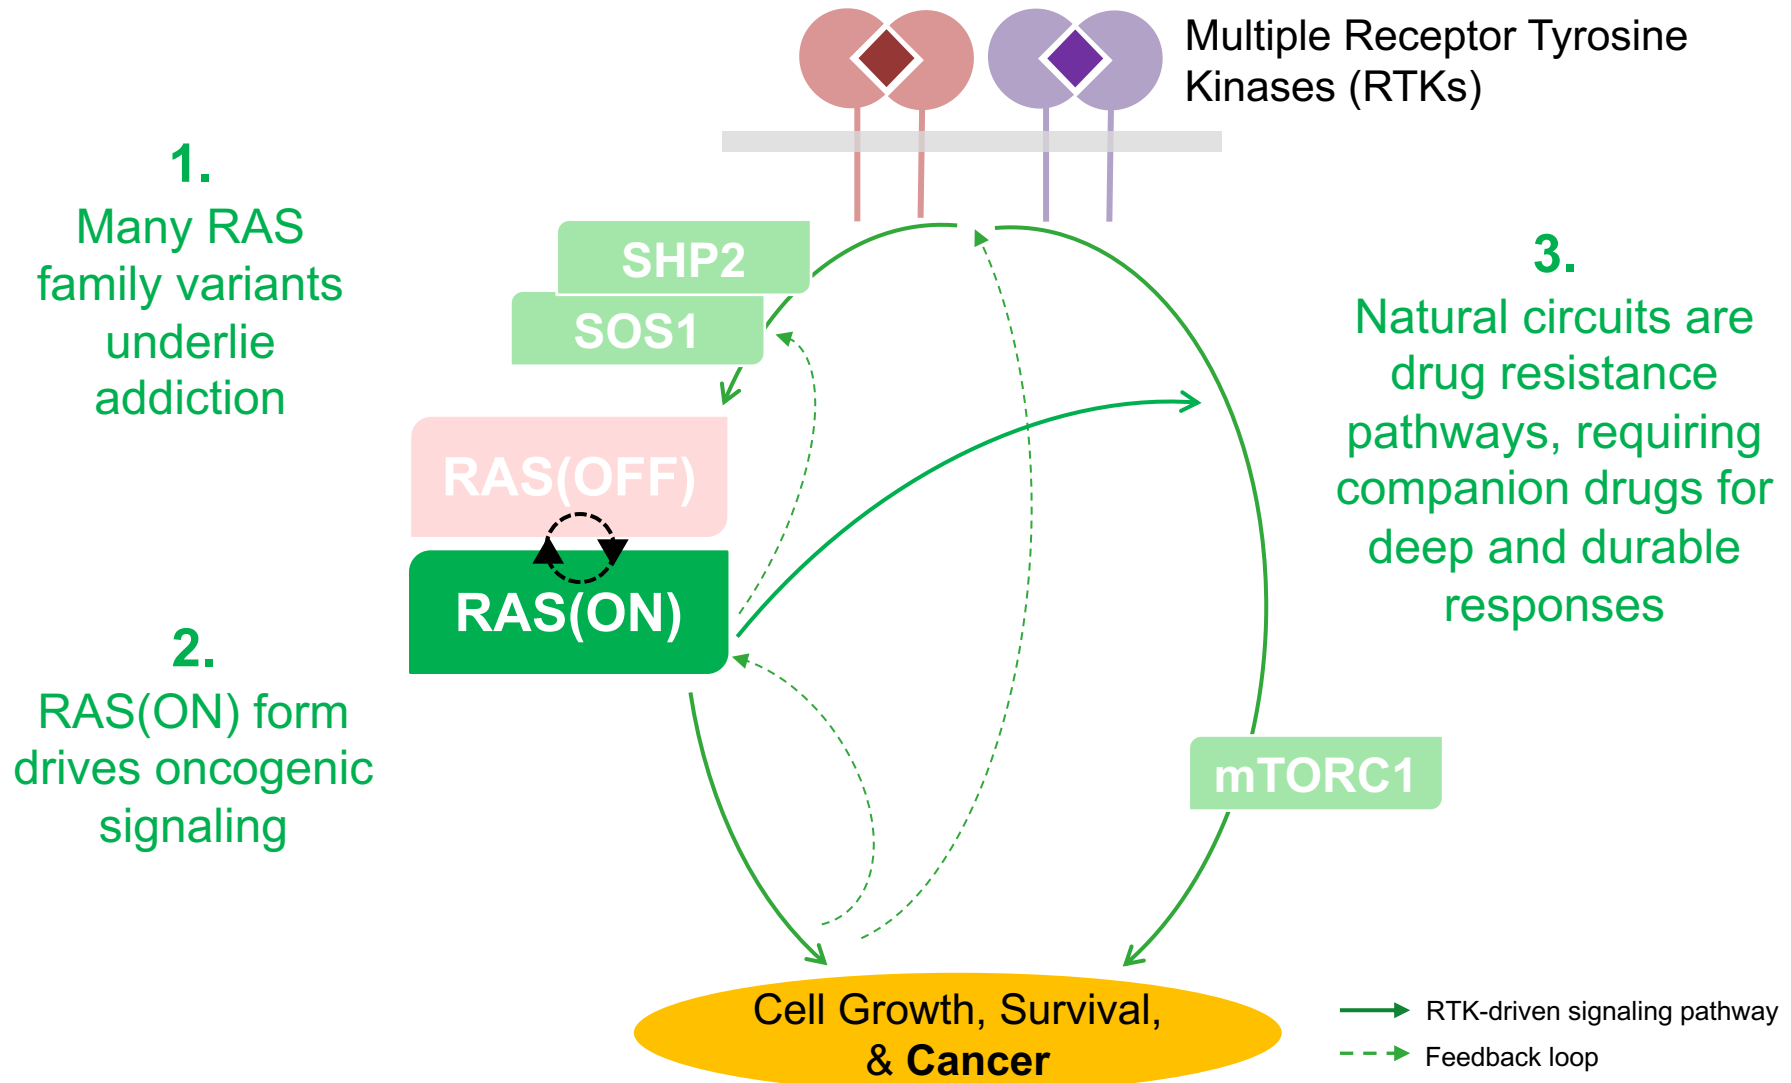 Multiple Receptor Tyrosine
Kinases (RTKs)
1.
Many RAS
family variants
underlie
addiction
SHP2
SOS1
RAS(OFF)
RAS(ON)
2.
RAS(ON) form
drives oncogenic
signaling
3.
Natural circuits are
drug resistance
pathways, requiring
companion drugs for
deep and durable
responses
mTORC1
Cell Growth, Survival,
& Cancer
RTK-driven signaling pathway
Feedback loop